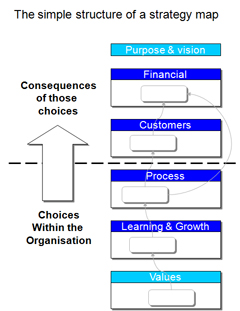 The simple structure of a strategy map
Purpose & vision
Financial
Consequences
of those
choices
Customers
Process
Choices
Within the
Organisation
Learning & Growth
Values